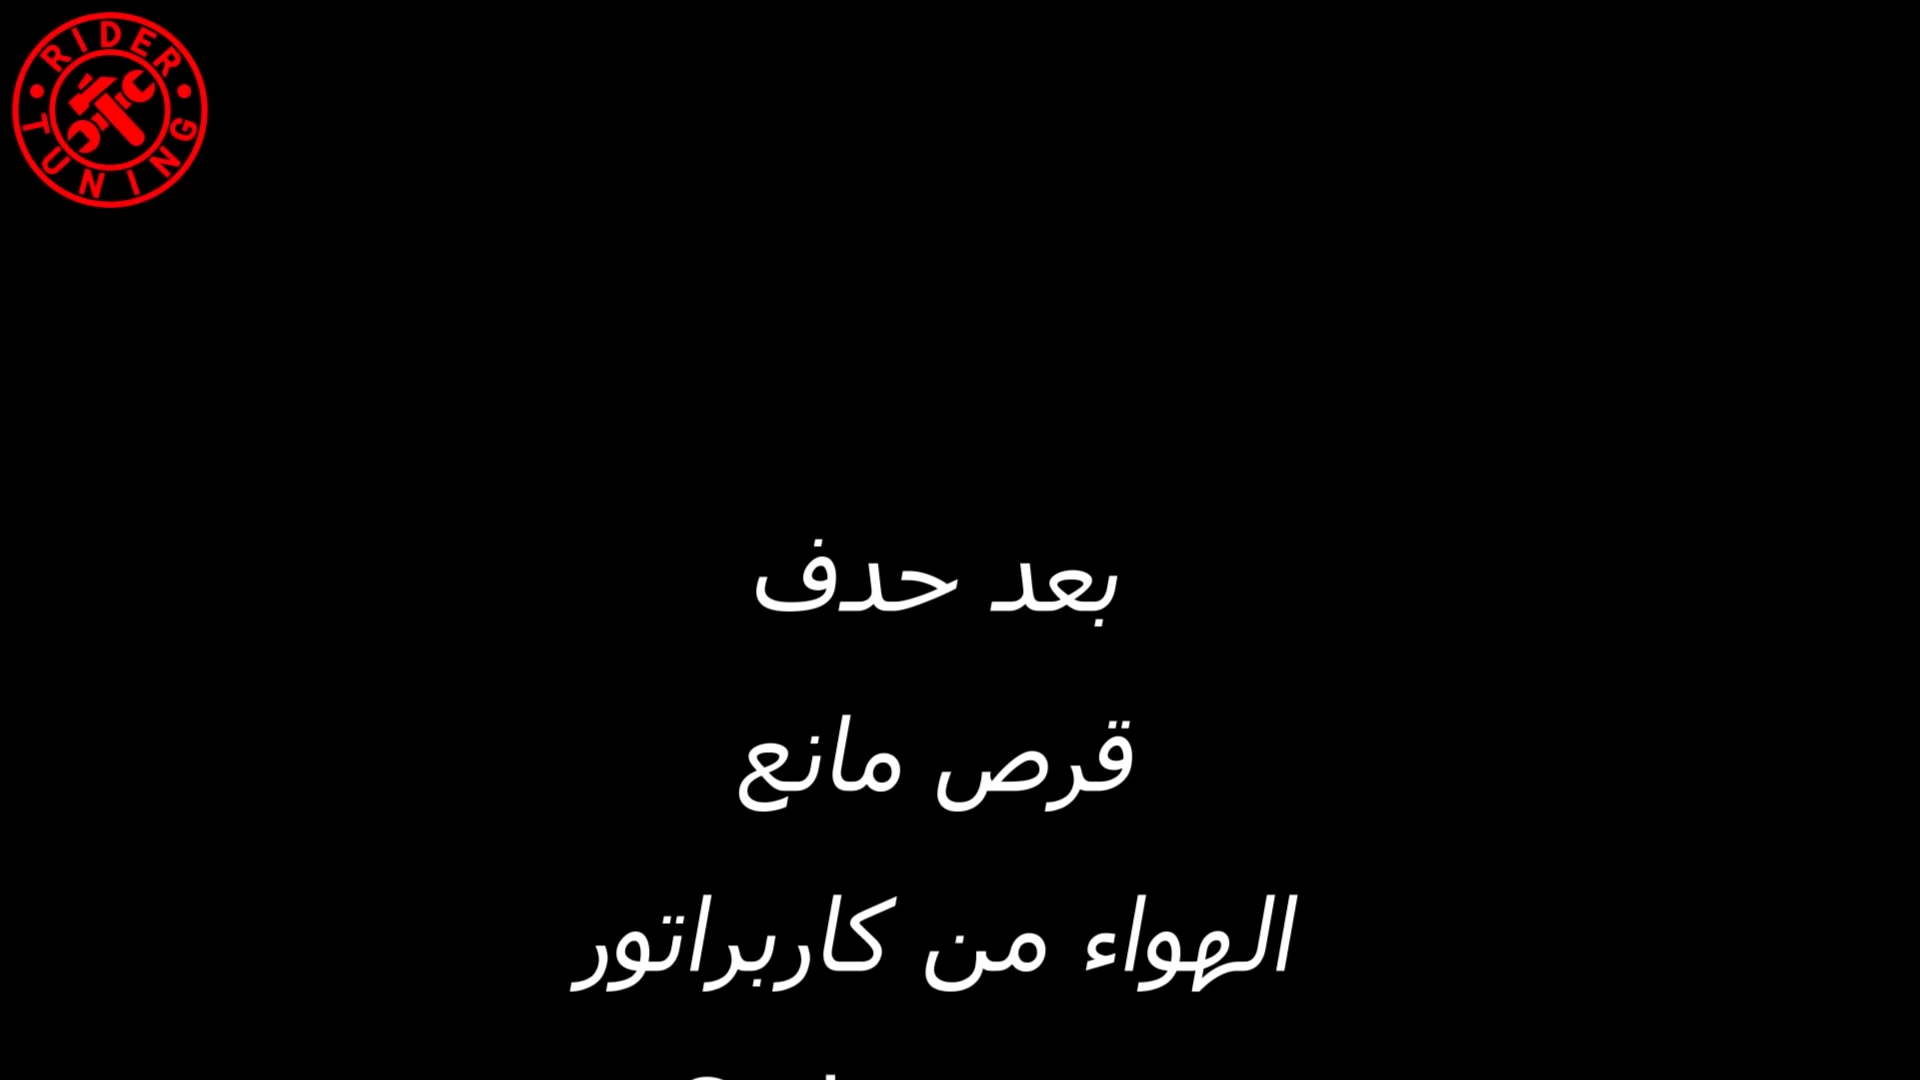 RIDER
TUNING
بعد حدف
قرص مانع
الهواء من كاربراتور